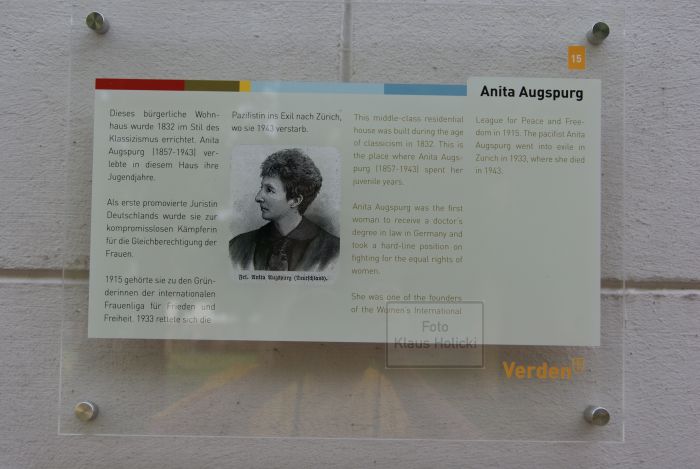 15
Anita Augspurg
Dieses bürgerliche Wohn-
haus wurde 1832 im Stil des
Klassizismus errichtet. Anita
Augspurg (1857-1943) ver-
lebte in diesem Haus ihre
Jugendjahre.
Als erste promovierte Juristin
Deutschlands wurde sie zur
kompromisslosen Kämpferin
für die Gleichberechtigung der
Frauen.
1915 gehörte sie zu den Grün-
derinnen der internationalen
Frauenliga für Frieden und
Freiheit. 1933 rettete sich die
Pazifistin ins Exil nach Zürich,
wo sie 1943 verstarb.
Frl. Anita Augspurg (Deutschland).
This middle-class residential
house was built during the age
of classicism in 1832. This is
the place where Anita Augs-
purg (1857-1943) spent her
juvenile years.
Anita Augspurg was the first
woman to receive a doctor's
degree in law in Germany and
took a hard-line position on
fighting for the equal rights of
women.
She was one of the founders
of the Women's International
League for Peace and Free-
dom in 1915. The pacifist Anita
Augspurg went into exile in
Zurich in 1933, where she died
in 1943.
Foto
Klaus Holicki
Verden